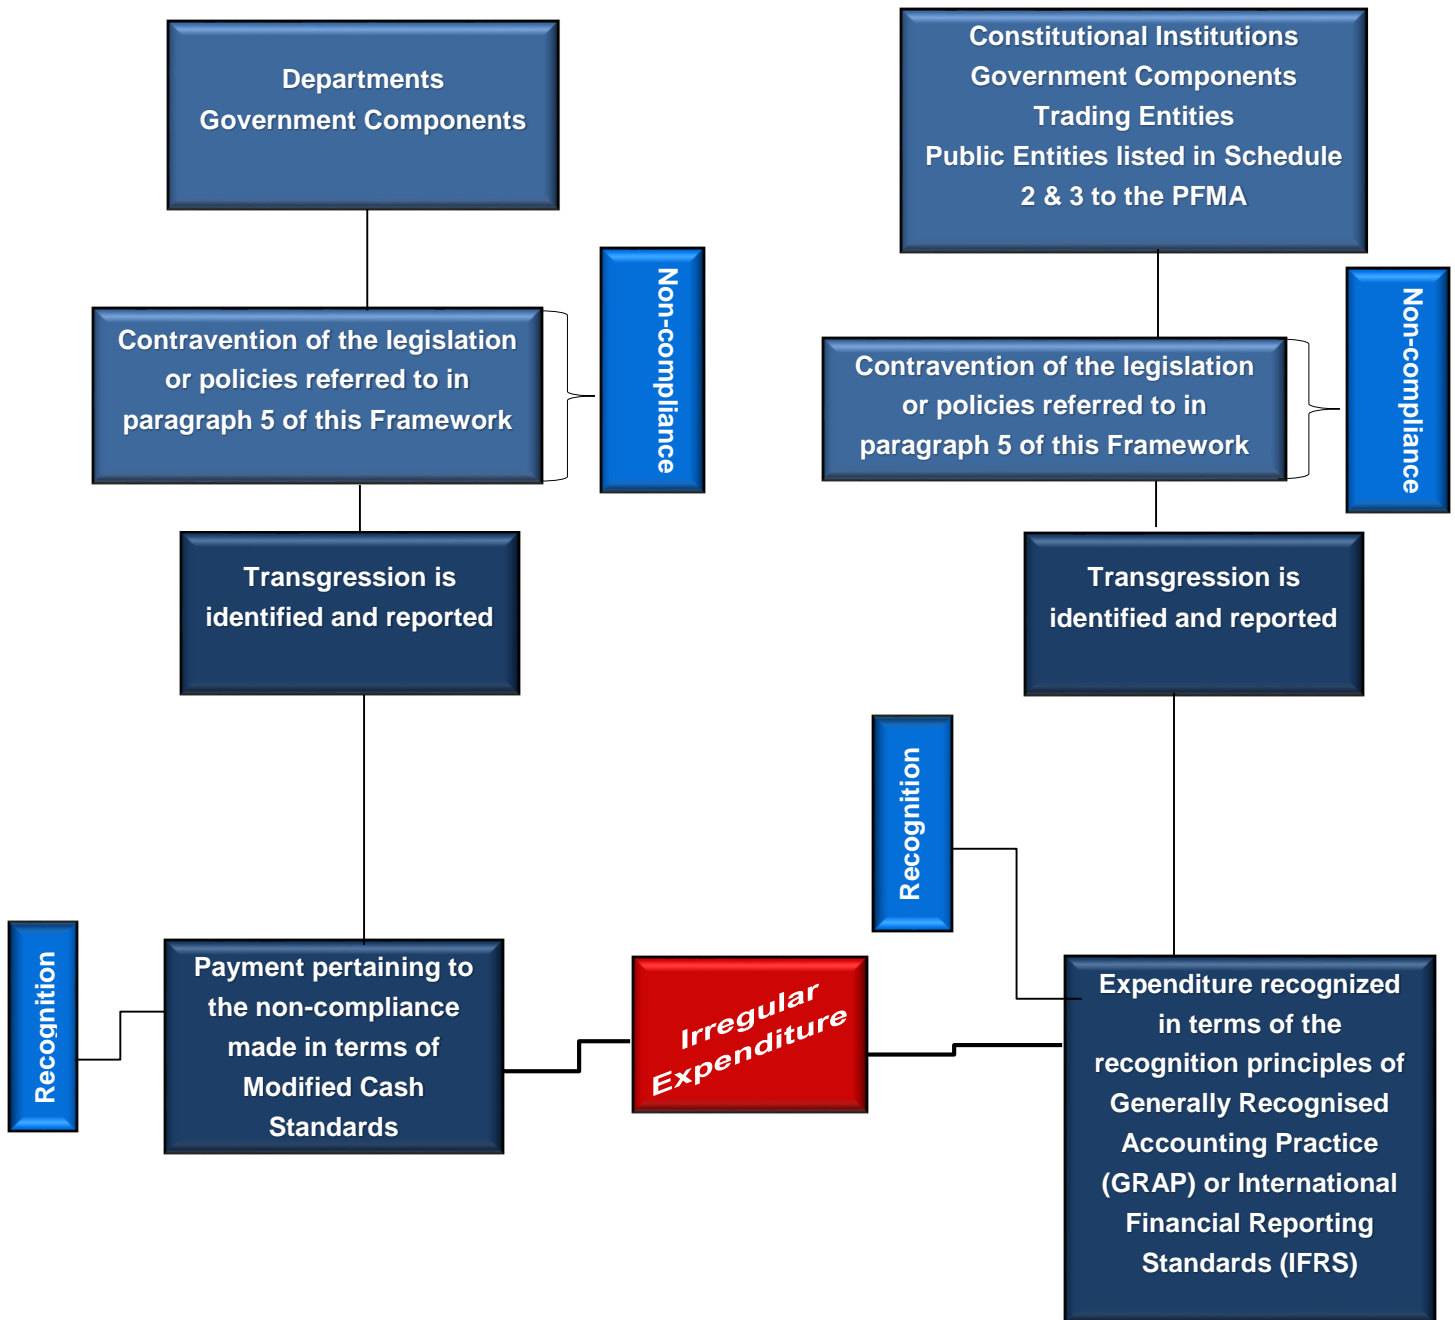 Departments
Government Components
Constitutional Institutions
Government Components
Trading Entities
Public Entities listed in Schedule
2 & 3 to the PFMA
Contravention of the legislation
or policies referred to in
paragraph 5 of this Framework
Non-compliance
Contravention of the legislation
or policies referred to in
paragraph 5 of this Framework
Non-compliance
Transgression is
identified and reported
Transgression is
identified and reported
Recognition
Payment pertaining to
the non-compliance
made in terms of
Modified Cash
Standards
Irregular
Expenditure
Recognition
Expenditure recognized
in terms of the
recognition principles of
Generally Recognised
Accounting Practice
(GRAP) or International
Financial Reporting
Standards (IFRS)